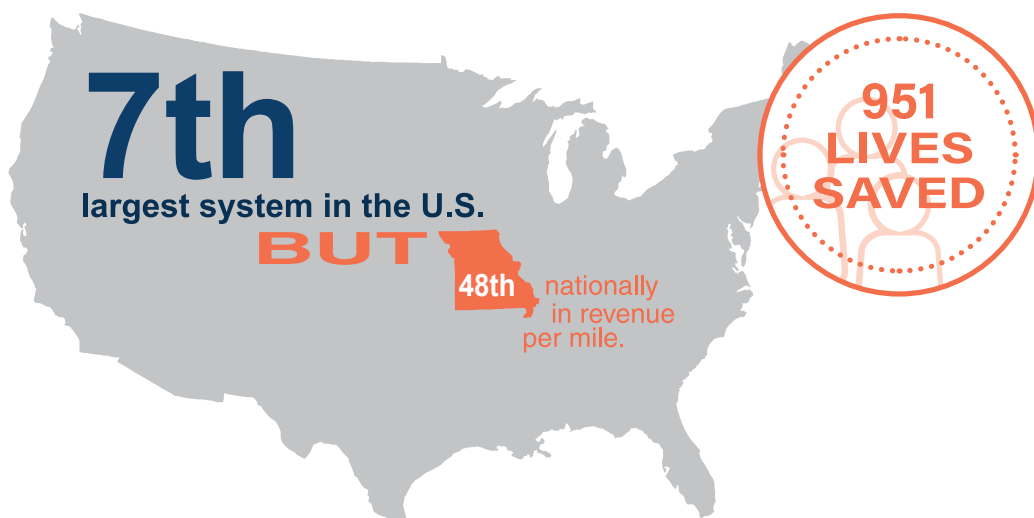 7th
largest system in the U.S.
BUT
48th
nationally
in revenue
per mile.
951
LIVES
SAVED